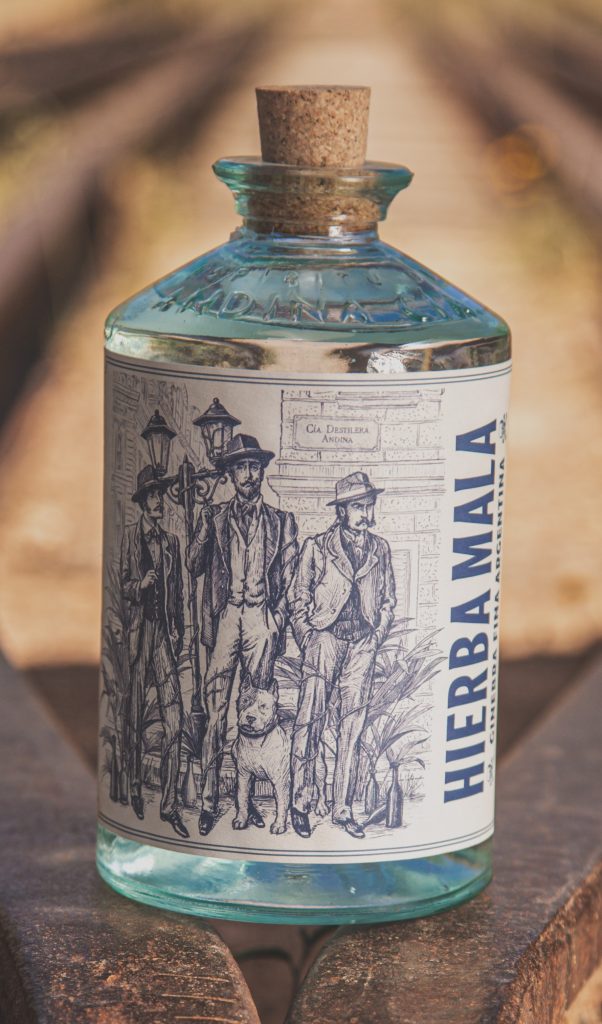 CÍA DESTILERA
ANDINA
HIERBA MALA
GINEBRA FINA ARGENTINA